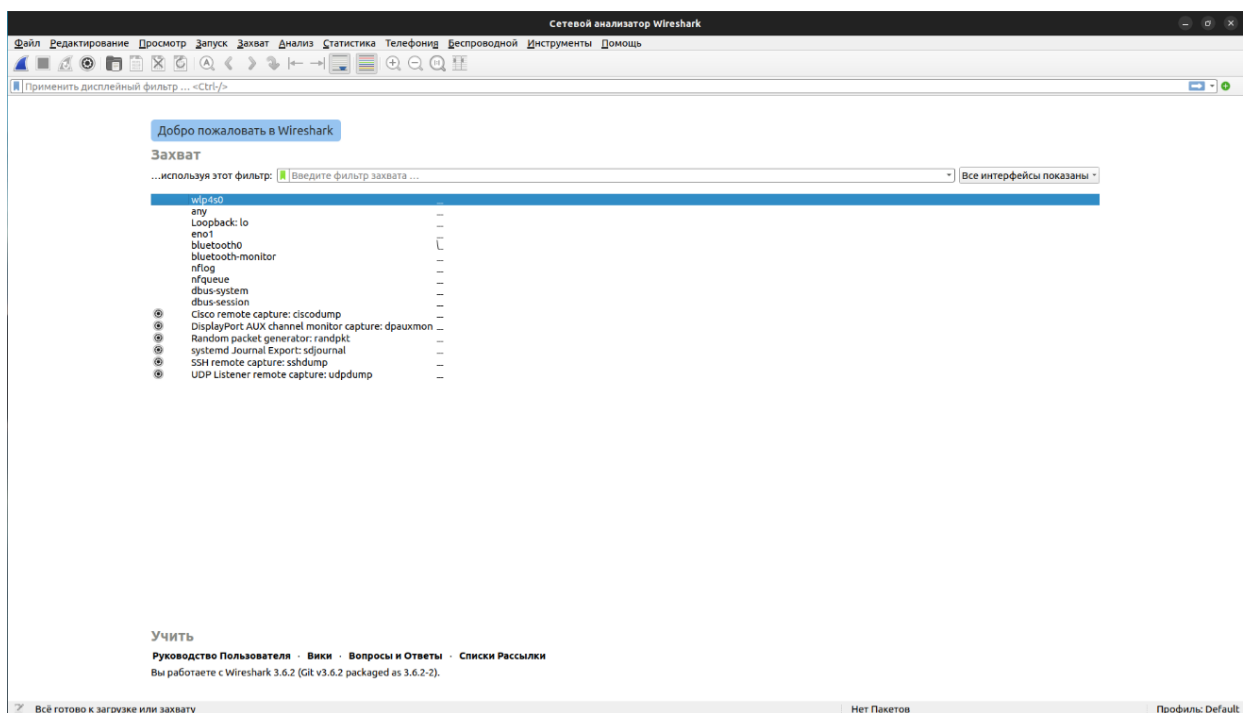 Сетевой анализатор Wireshark
Файл Редактирование Просмотр Запуск Захват Анализ Статистика Телефония Беспроводной Инструменты Помощь
Применить дисплейный фильтр ... <Ctrl-/>
Добро пожаловать в Wireshark
Захват
...используя этот фильтр: Введите фильтр захвата ... Все интерфейсы показаны
wlp4s0
any
Loopback: lo
eno1
bluetooth0
bluetooth-monitor
nflog
nfqueue
dbus-system
dbus-session
Cisco remote capture: ciscodump
DisplayPort AUX channel monitor capture: dpauxmon
Random packet generator: randpkt
systemd Journal Export: sdjournal
SSH remote capture: sshdump
UDP Listener remote capture: udpdump
Учить
Руководство Пользователя · Вики · Вопросы и Ответы · Списки Рассылки
Вы работаете с Wireshark 3.6.2 (Git v3.6.2 packaged as 3.6.2-2).
Всё готово к загрузке или захвату Нет Пакетов Профиль: Default